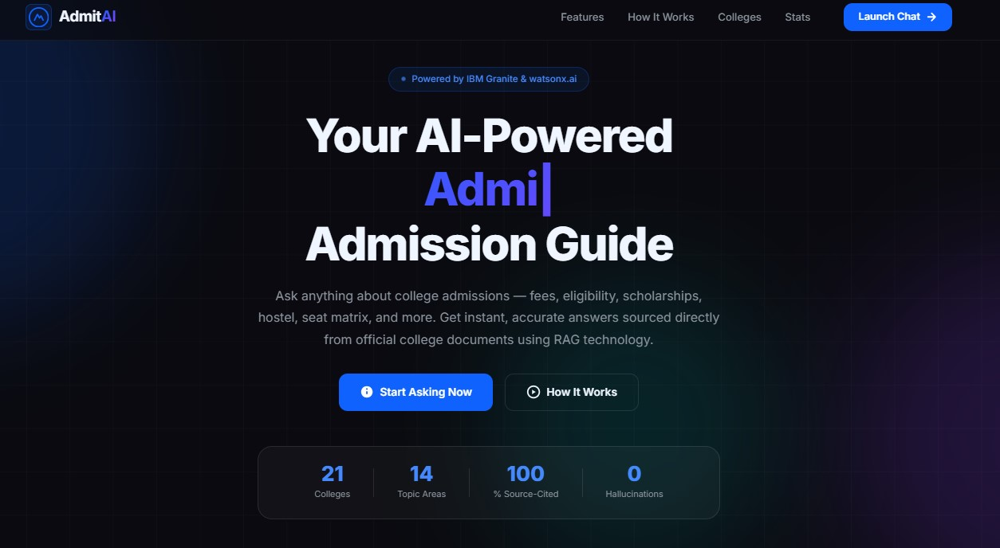 AdmitAI
Features How It Works Colleges Stats Launch Chat →
Powered by IBM Granite & watsonx.ai
Your AI-Powered
Admi
Admission Guide
Ask anything about college admissions — fees, eligibility, scholarships,
hostel, seat matrix, and more. Get instant, accurate answers sourced directly
from official college documents using RAG technology.
Start Asking Now How It Works
21 14 100 0
Colleges Topic Areas % Source-Cited Hallucinations